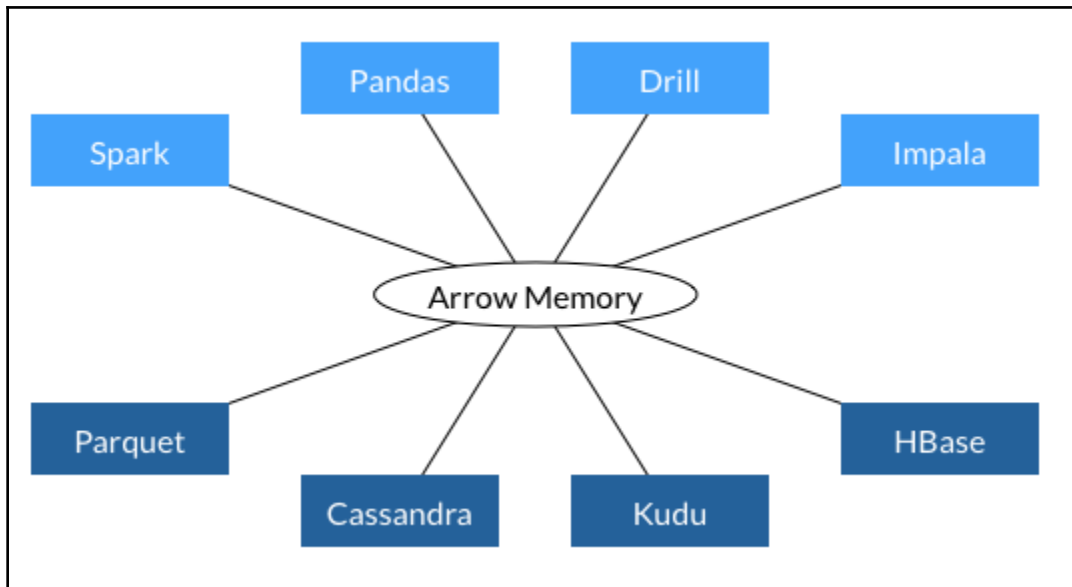 Pandas
Drill
Spark
Impala
Arrow Memory
Parquet
HBase
Cassandra
Kudu